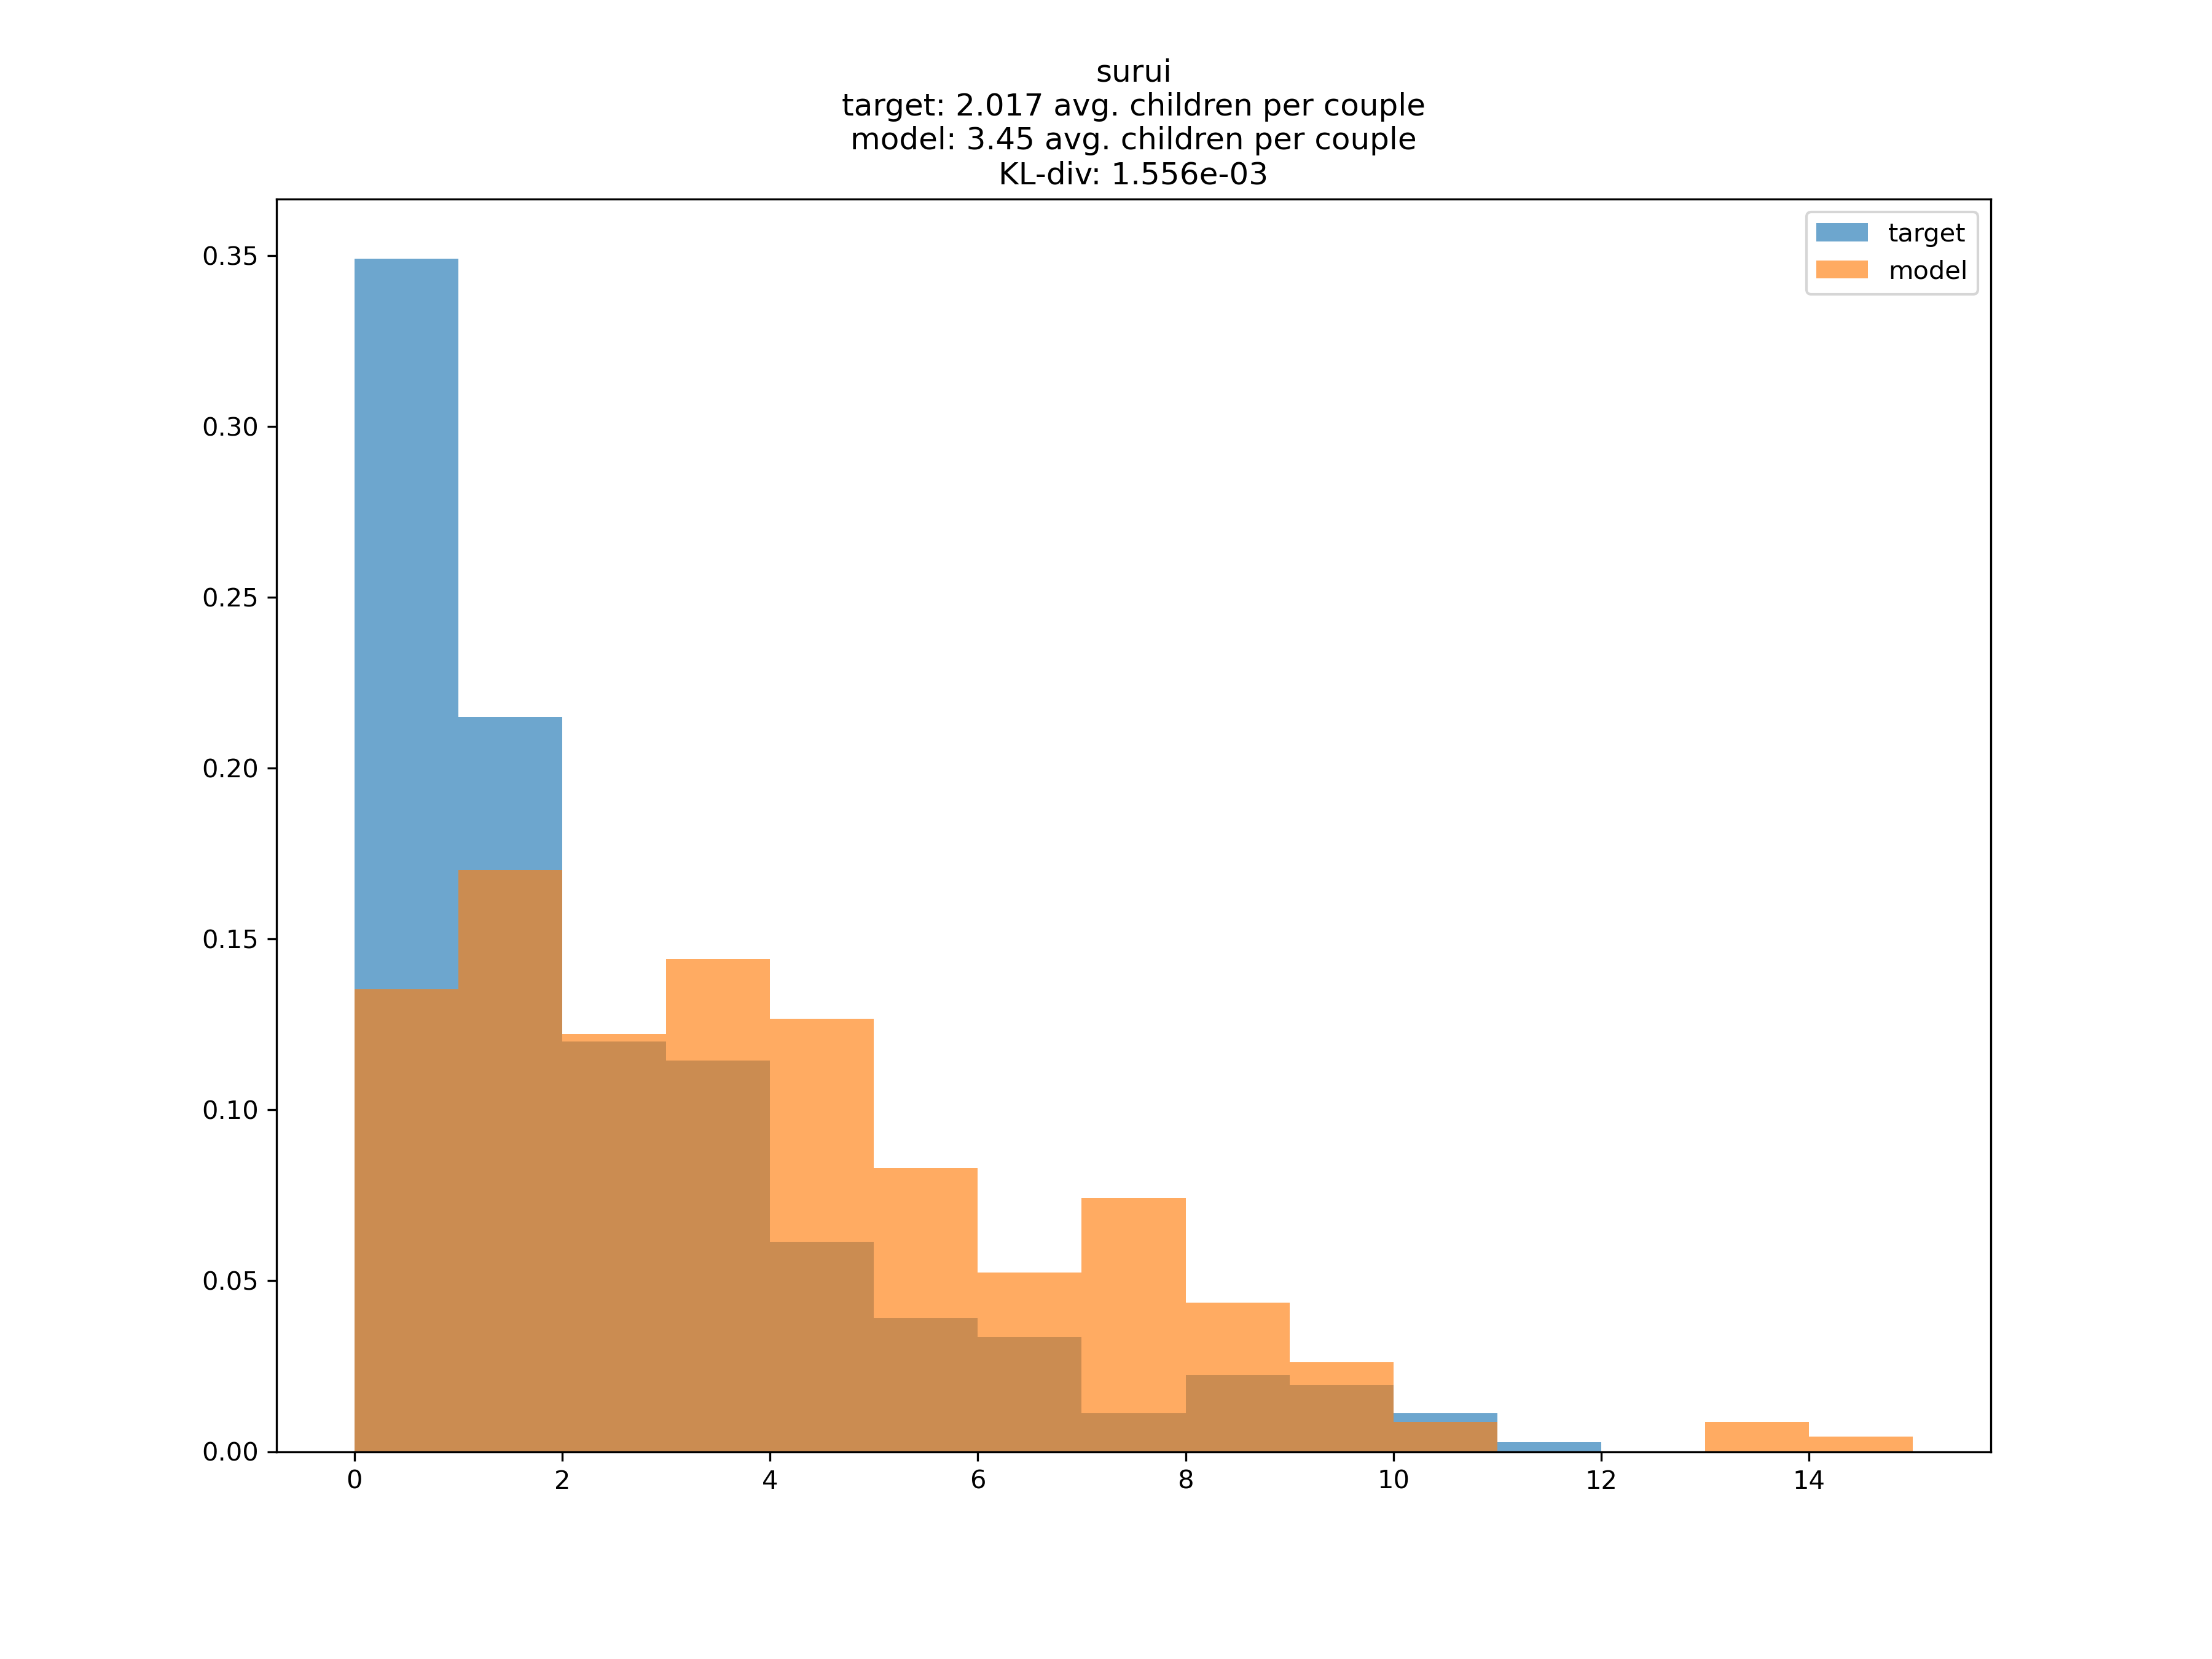 surui
target: 2.017 avg. children per couple
model: 3.45 avg. children per couple
KL-div: 1.556e-03
target
model
0.35
0.30
0.25
0.20
0.15
0.10
0.05
0.00
0 2 4 6 8 10 12 14